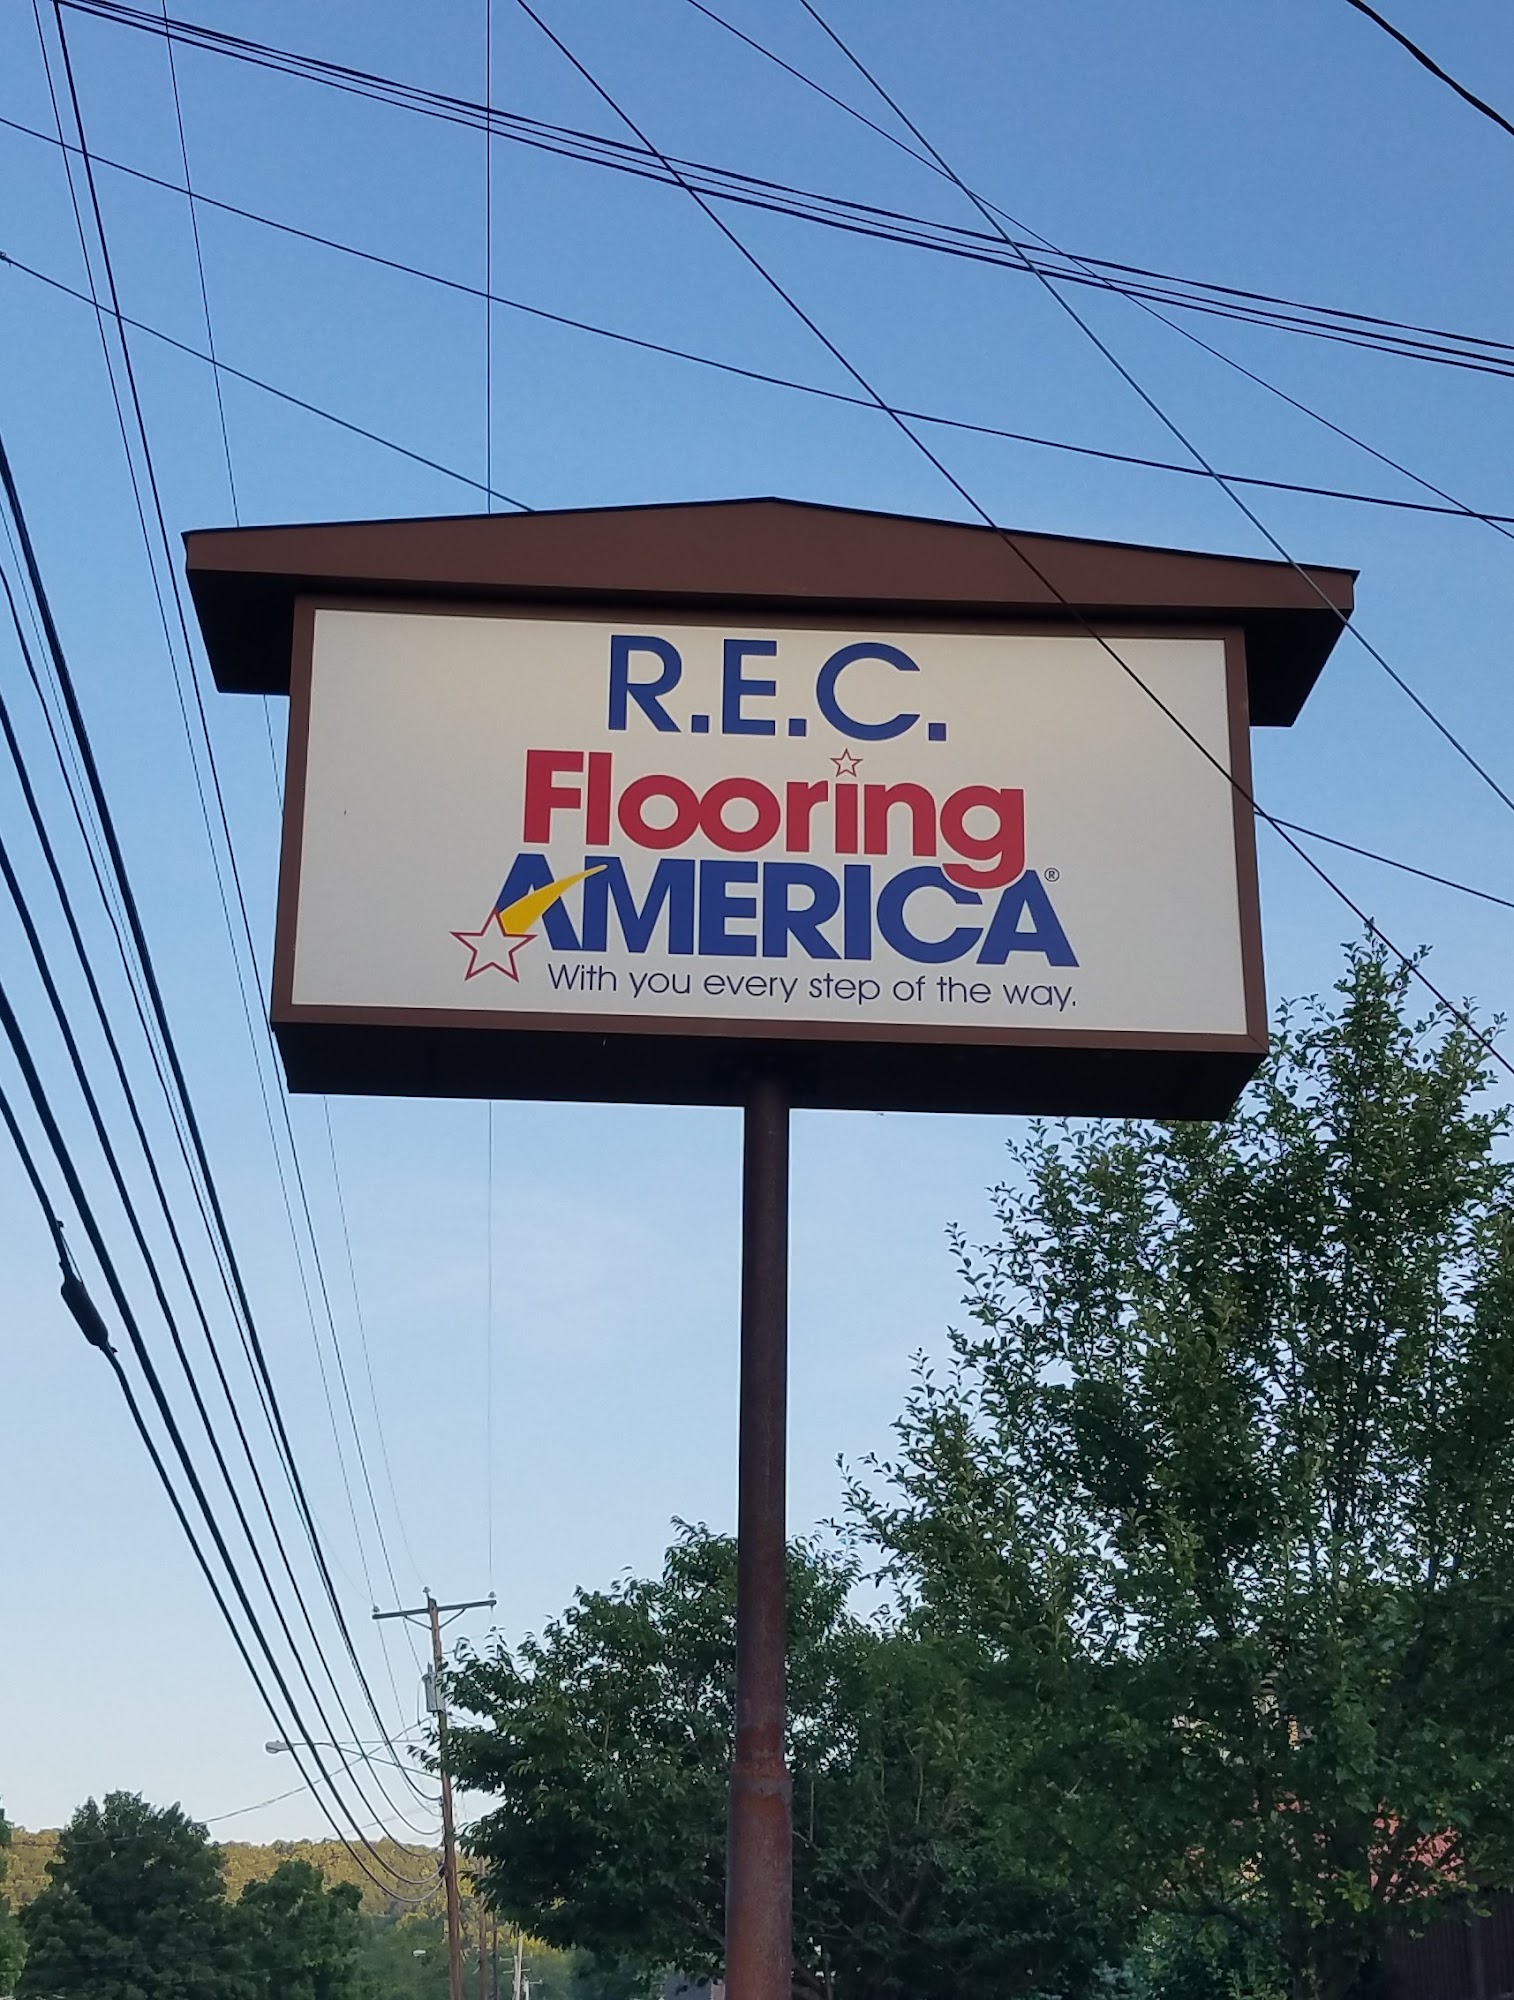 R.E.C.
Flooring
AMERICA®
With you every step of the way.